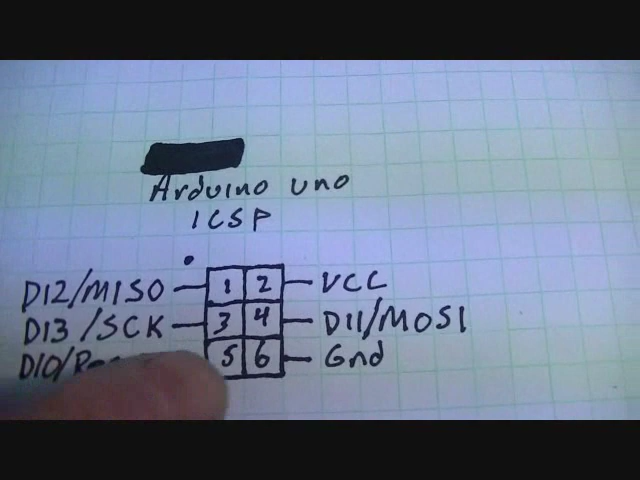 Arduino uno
ICSP
D12/MISO 1 2 VCC
D13/SCK 3 4 D11/MOSI
5 6 Gnd